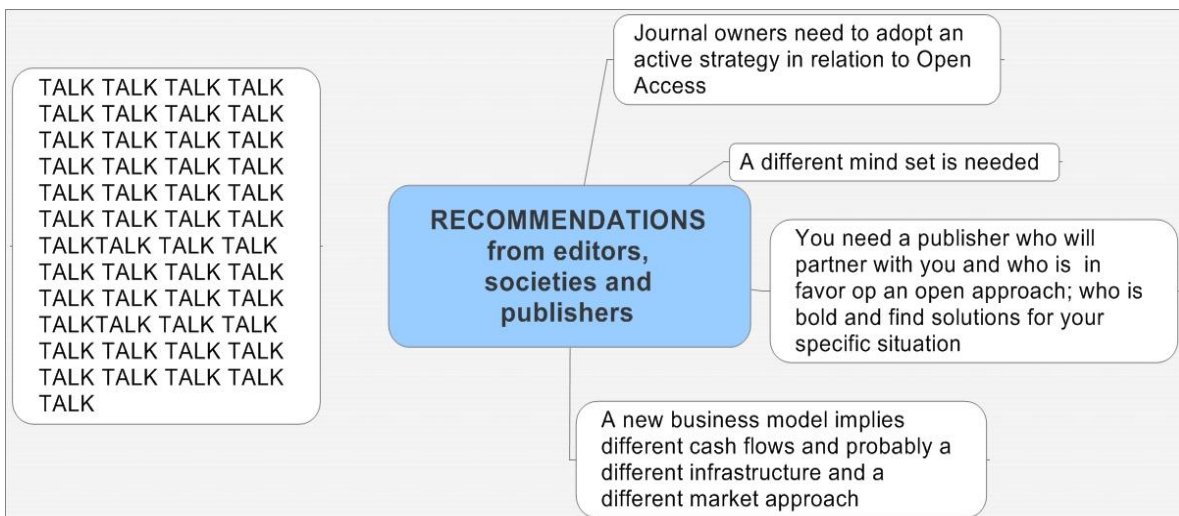 TALK TALK TALK TALK
TALK TALK TALK TALK
TALK TALK TALK TALK
TALK TALK TALK TALK
TALK TALK TALK TALK
TALK TALK TALK TALK
TALKTALK TALK TALK
TALK TALK TALK TALK
TALK TALK TALK TALK
TALKTALK TALK TALK
TALK TALK TALK TALK
TALK TALK TALK TALK
TALK
RECOMMENDATIONS
from editors,
societies and
publishers
Journal owners need to adopt an
active strategy in relation to Open
Access
A different mind set is needed
You need a publisher who will
partner with you and who is  in
favor op an open approach; who is
bold and find solutions for your
specific situation
A new business model implies
different cash flows and probably a
different infrastructure and a
different market approach